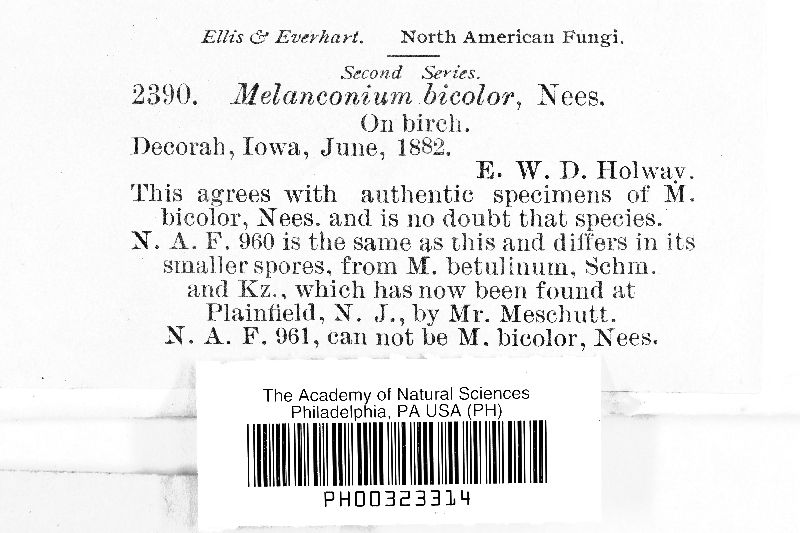 Ellis & Everhart. North American Fungi.
Second Series.
2390. Melanconium bicolor, Nees.
On birch.
Decorah, Iowa, June, 1882.
E. W. D. Holway.
This agrees with authentic specimens of M.
bicolor, Nees. and is no doubt that species.
N. A. F. 960 is the same as this and differs in its
smaller spores, from M. betulinum, Schm.
and Kz., which has now been found at
Plainfield, N. J., by Mr. Meschutt.
N. A. F. 961, can not be M. bicolor, Nees.
The Academy of Natural Sciences
Philadelphia, PA USA (PH)
PH00323314